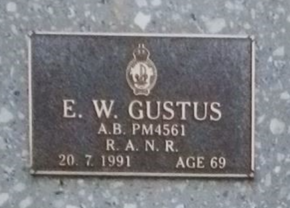 E. W. GUSTUS
A.B. PM4561
R. A. N. R.
20. 7. 1991 AGE 69